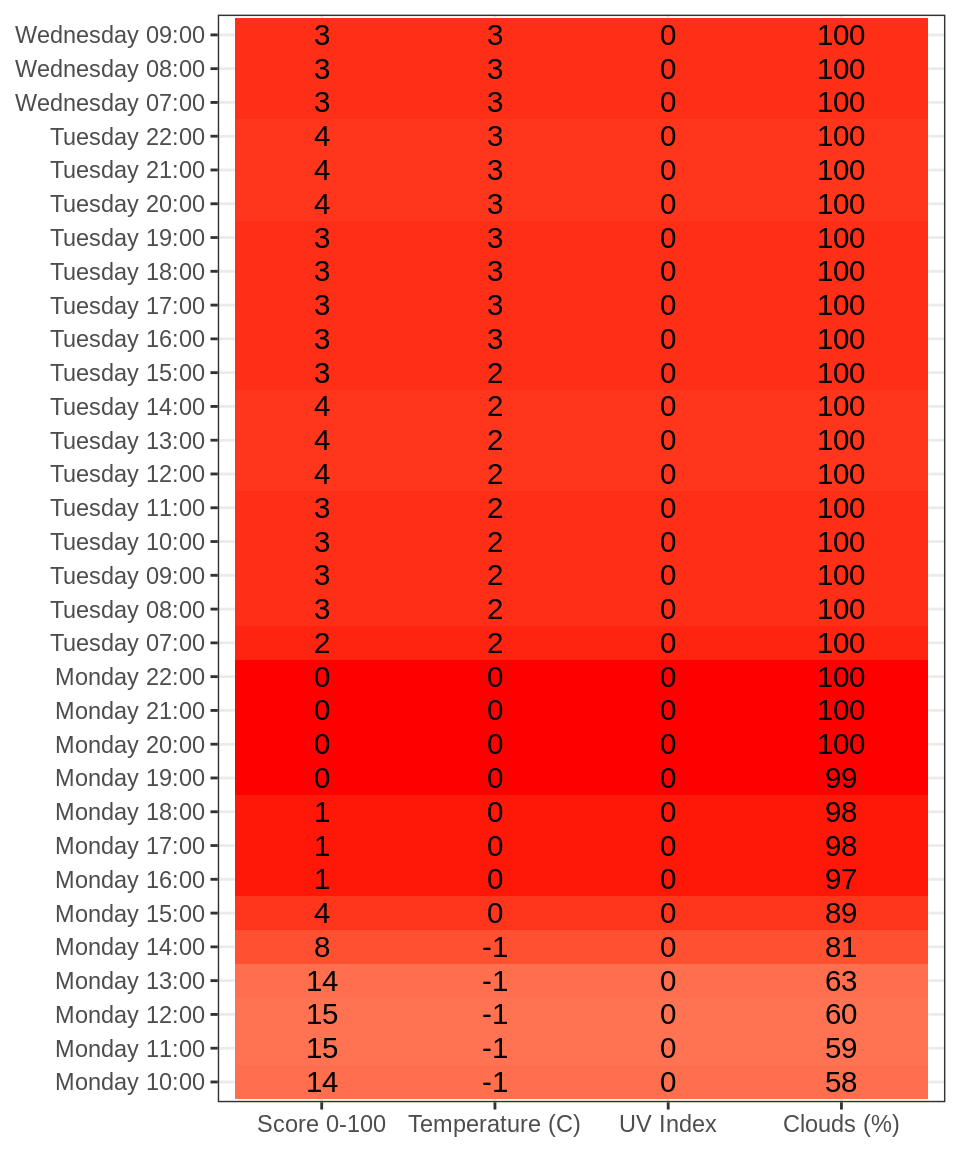 Wednesday 09:00 3 3 0 100
Wednesday 08:00 3 3 0 100
Wednesday 07:00 3 3 0 100
Tuesday 22:00 4 3 0 100
Tuesday 21:00 4 3 0 100
Tuesday 20:00 4 3 0 100
Tuesday 19:00 3 3 0 100
Tuesday 18:00 3 3 0 100
Tuesday 17:00 3 3 0 100
Tuesday 16:00 3 3 0 100
Tuesday 15:00 3 2 0 100
Tuesday 14:00 4 2 0 100
Tuesday 13:00 4 2 0 100
Tuesday 12:00 4 2 0 100
Tuesday 11:00 3 2 0 100
Tuesday 10:00 3 2 0 100
Tuesday 09:00 3 2 0 100
Tuesday 08:00 3 2 0 100
Tuesday 07:00 2 2 0 100
Monday 22:00 0 0 0 100
Monday 21:00 0 0 0 100
Monday 20:00 0 0 0 100
Monday 19:00 0 0 0 99
Monday 18:00 1 0 0 98
Monday 17:00 1 0 0 98
Monday 16:00 1 0 0 97
Monday 15:00 4 0 0 89
Monday 14:00 8 -1 0 81
Monday 13:00 14 -1 0 63
Monday 12:00 15 -1 0 60
Monday 11:00 15 -1 0 59
Monday 10:00 14 -1 0 58
Score 0-100 Temperature (C) UV Index Clouds (%)